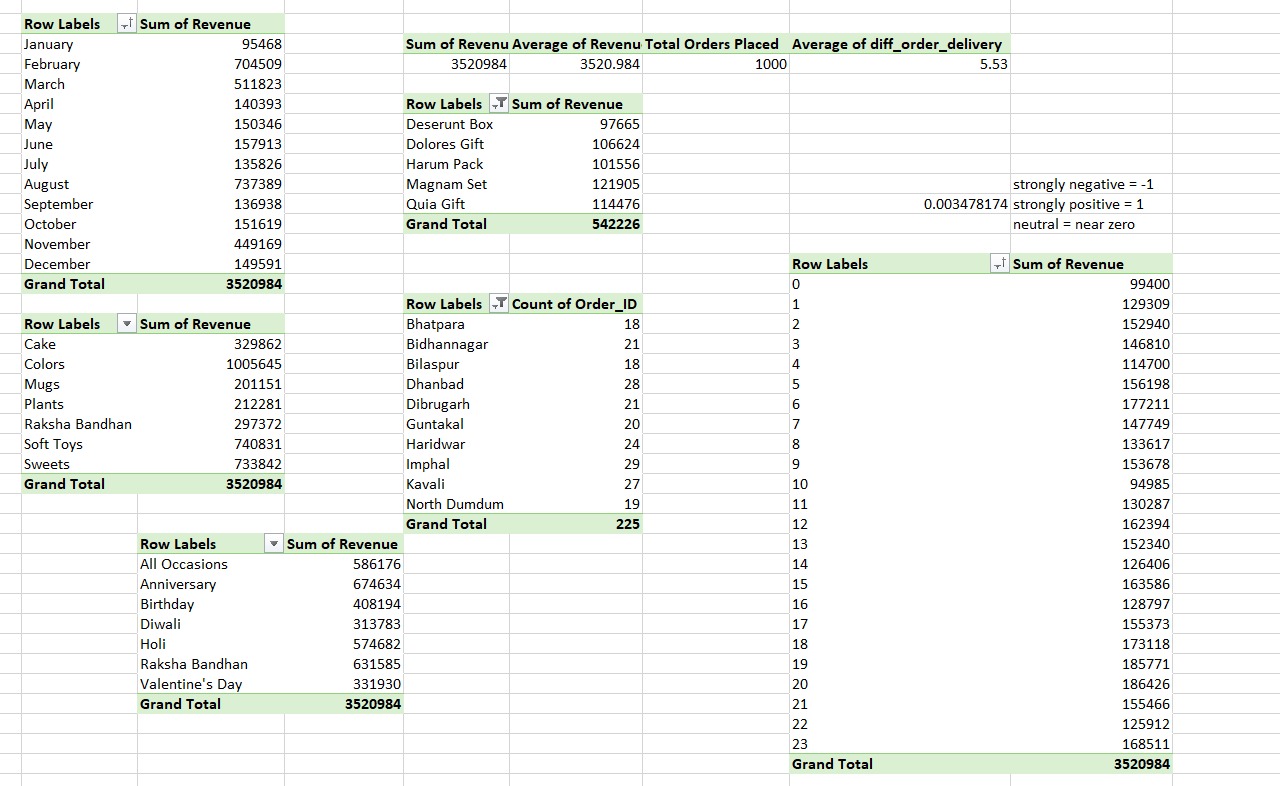 Row Labels Sum of Revenue
January 95468
February 704509
March 511823
April 140393
May 150346
June 157913
July 135826
August 737389
September 136938
October 151619
November 449169
December 149591
Grand Total 3520984
Row Labels Sum of Revenue
Cake 329862
Colors 1005645
Mugs 201151
Plants 212281
Raksha Bandhan 297372
Soft Toys 740831
Sweets 733842
Grand Total 3520984
Row Labels Sum of Revenue
All Occasions 586176
Anniversary 674634
Birthday 408194
Diwali 313783
Holi 574682
Raksha Bandhan 631585
Valentine's Day 331930
Grand Total 3520984
Sum of Revenu Average of Revenu Total Orders Placed Average of diff_order_delivery
3520984 3520.984 1000 5.53
Row Labels Sum of Revenue
Deserunt Box 97665
Dolores Gift 106624
Harum Pack 101556
Magnam Set 121905
Quia Gift 114476
Grand Total 542226
Row Labels Count of Order_ID
Bhatpara 18
Bidhannagar 21
Bilaspur 18
Dhanbad 28
Dibrugarh 21
Guntakal 20
Haridwar 24
Imphal 29
Kavali 27
North Dumdum 19
Grand Total 225
strongly negative = -1
0.003478174 strongly positive = 1
neutral = near zero
Row Labels Sum of Revenue
0 99400
1 129309
2 152940
3 146810
4 114700
5 156198
6 177211
7 147749
8 133617
9 153678
10 94985
11 130287
12 162394
13 152340
14 126406
15 163586
16 128797
17 155373
18 173118
19 185771
20 186426
21 155466
22 125912
23 168511
Grand Total 3520984